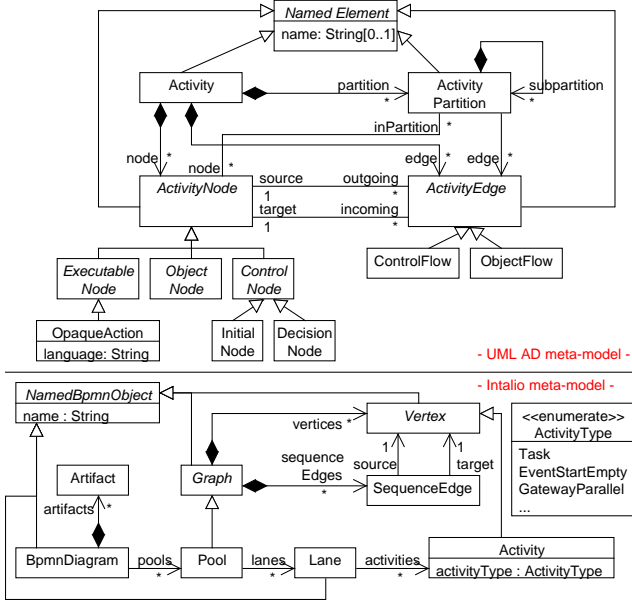 Named Element
name: String[0..1]
Activity
partition
*
Activity
Partition
subpartition
*
inPartition *
node *
node *
edge *
edge *
ActivityNode
source
1
outgoing
*
target
1
incoming
*
ActivityEdge
Executable
Node
Object
Node
Control
Node
ControlFlow
ObjectFlow
OpaqueAction
language: String
Initial
Node
Decision
Node
- UML AD meta-model -
- Intalio meta-model -
NamedBpmnObject
name : String
vertices *
Vertex
<<enumerate>>
ActivityType
Task
EventStartEmpty
GatewayParallel
...
Artifact
artifacts *
Graph
sequence
Edges
*
1
source
1
target
SequenceEdge
BpmnDiagram
pools
*
Pool
lanes
*
Lane
activities
*
Activity
activityType : ActivityType